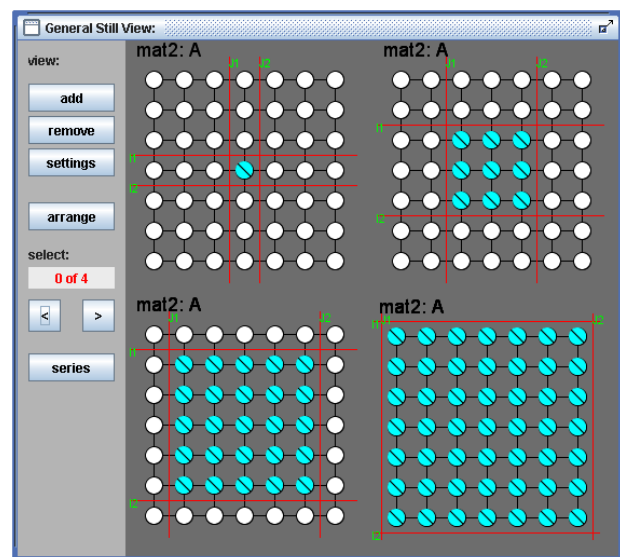 General Still View:
view:
add
remove
settings
arrange
select:
0 of 4
<
>
series
mat2: A
J1
J2
I1
I2
mat2: A
J1
J2
I1
I2
mat2: A
J1
J2
I1
I2
mat2: A
J1
J2
I1
I2